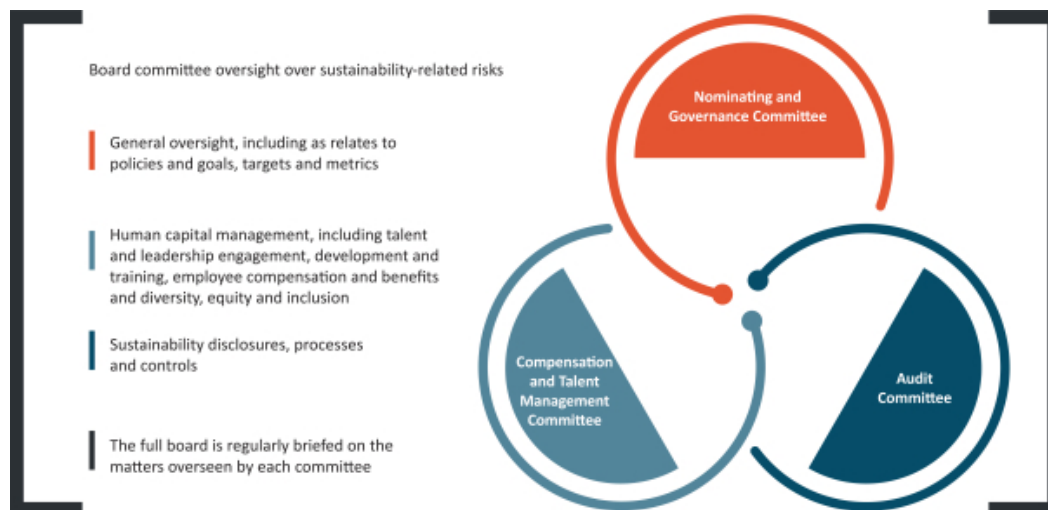 Board committee oversight over sustainability-related risks
General oversight, including as relates to
policies and goals, targets and metrics
Human capital management, including talent
and leadership engagement, development and
training, employee compensation and benefits
and diversity, equity and inclusion
Sustainability disclosures, processes
and controls
The full board is regularly briefed on the
matters overseen by each committee
Nominating and
Governance Committee
Compensation
and Talent
Management
Committee
Audit
Committee